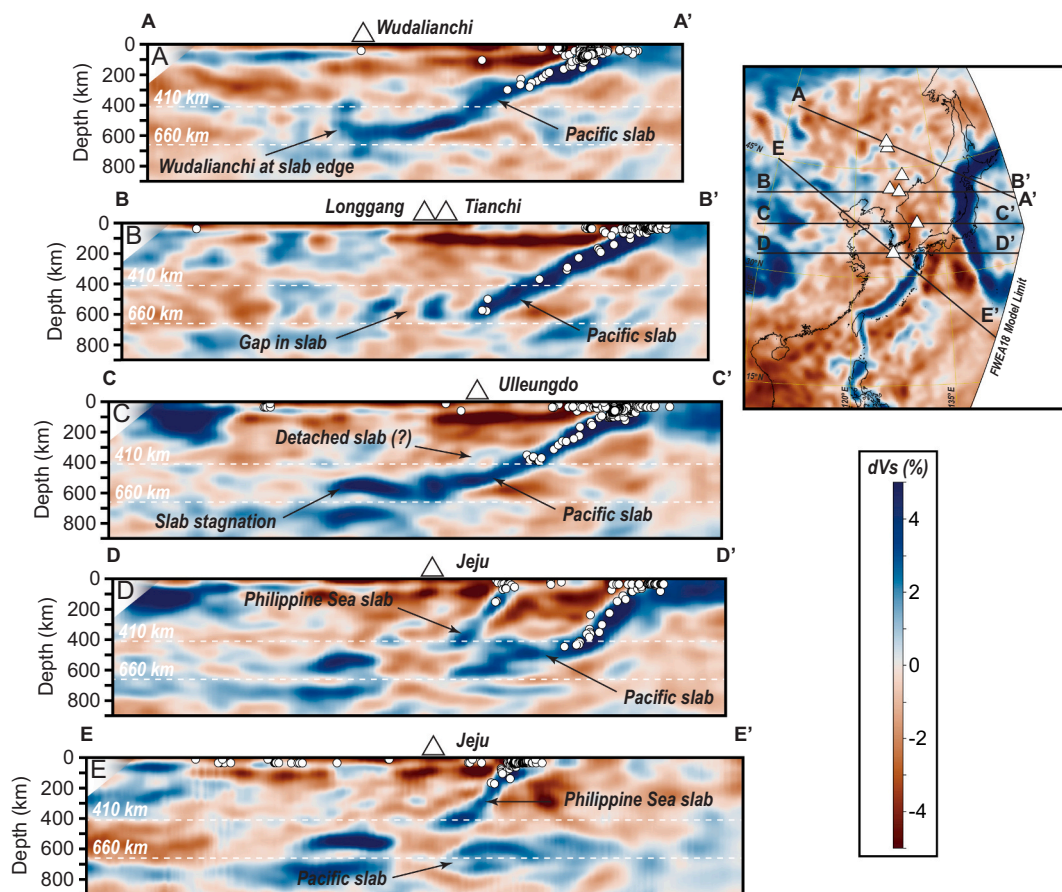 A
A'
Wudalianchi
A
Depth (km)
0
200
400
600
800
410 km
660 km
Pacific slab
Wudalianchi at slab edge
B
B'
Longgang
Tianchi
B
Depth (km)
0
200
400
600
800
410 km
660 km
Gap in slab
Pacific slab
C
C'
Ulleungdo
C
Depth (km)
0
200
400
600
800
410 km
660 km
Detached slab (?)
Slab stagnation
Pacific slab
D
D'
Jeju
D
Depth (km)
0
200
400
600
800
410 km
660 km
Philippine Sea slab
Pacific slab
E
E'
Jeju
E
Depth (km)
0
200
400
600
800
410 km
660 km
Philippine Sea slab
Pacific slab
A
E
45°N
B
B'
A'
C
C'
D
D'
30°N
E'
15°N
120°E
135°E
FWEA18 Model Limit
dVs (%)
4
2
0
-2
-4